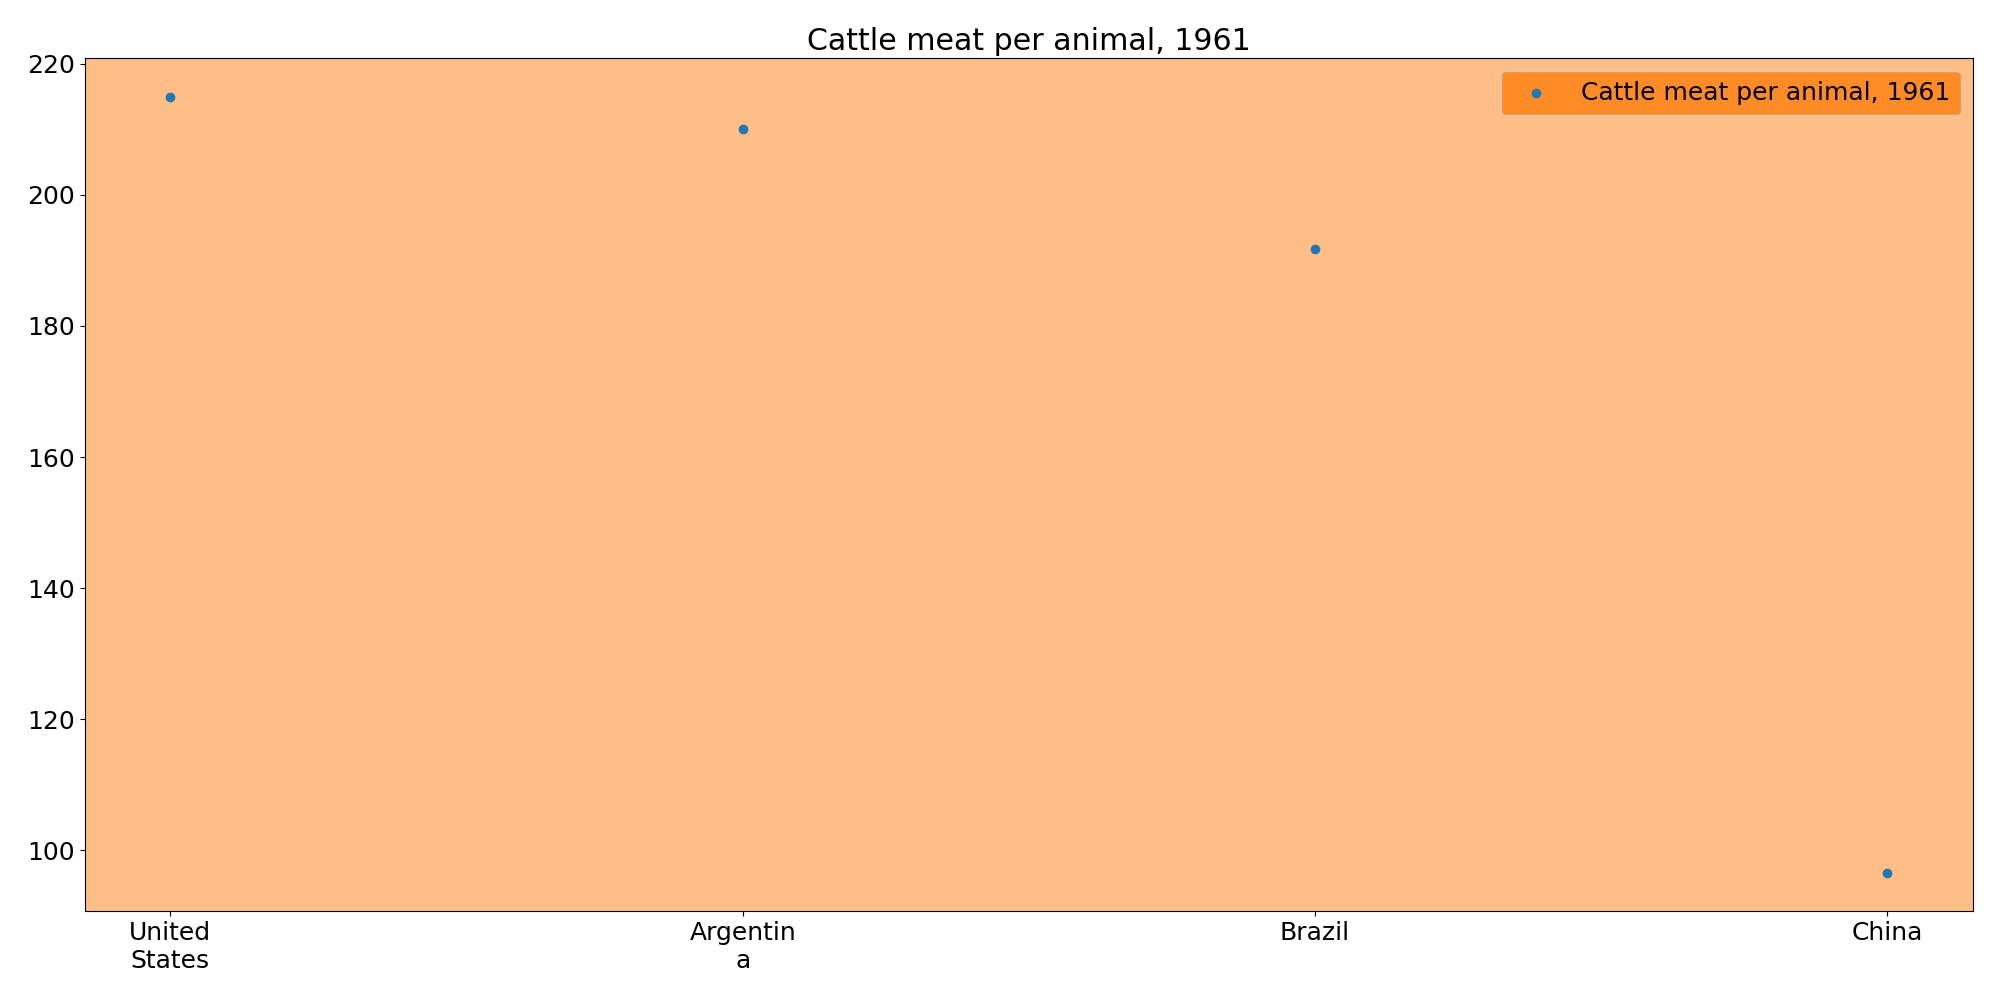 Cattle meat per animal, 1961
220
Cattle meat per animal, 1961
200
180
160
140
120
100
United
States
Argentin
a
Brazil
China